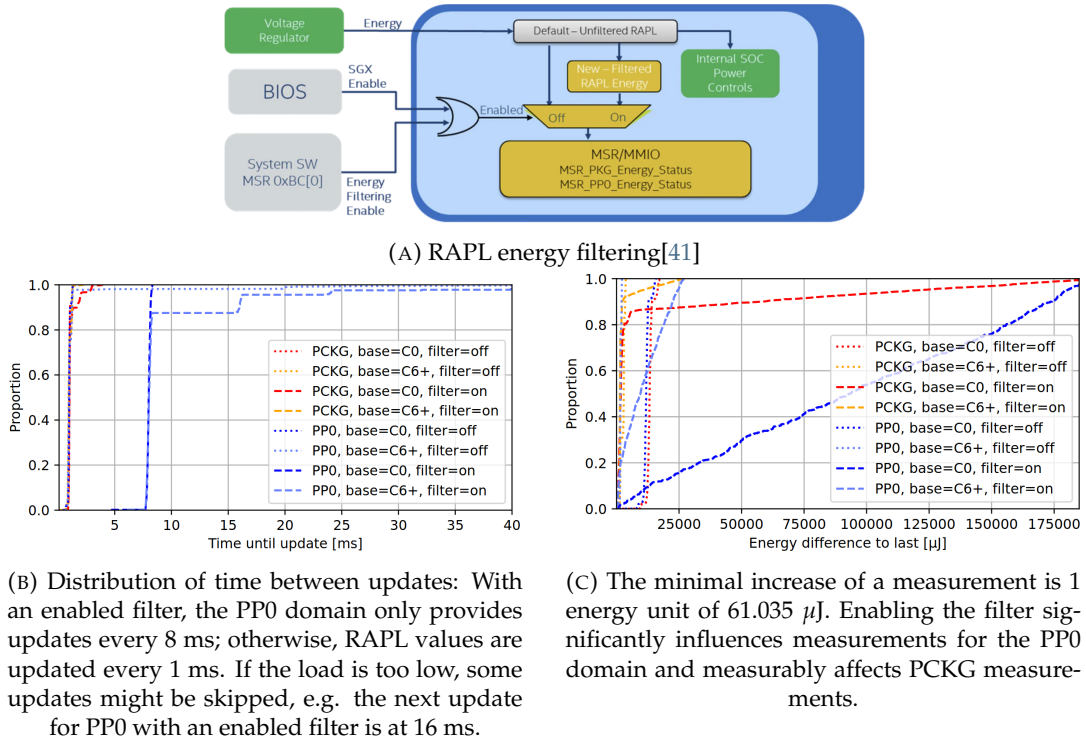 Voltage
Regulator
Energy
Default – Unfiltered RAPL
New – Filtered
RAPL Energy
Internal SOC
Power
Controls
BIOS
SGX
Enable
Enabled
Off
On
System SW
MSR 0xBC[0]
Energy
Filtering
Enable
MSR/MMIO
MSR_PKG_Energy_Status
MSR_PP0_Energy_Status
(A) RAPL energy filtering[41]
1.0
0.8
0.6
0.4
0.2
0.0
Proportion
PCKG, base=C0, filter=off
PCKG, base=C6+, filter=off
PCKG, base=C0, filter=on
PCKG, base=C6+, filter=on
PP0, base=C0, filter=off
PP0, base=C6+, filter=off
PP0, base=C0, filter=on
PP0, base=C6+, filter=on
5 10 15 20 25 30 35 40
Time until update [ms]
1.0
0.8
0.6
0.4
0.2
0.0
Proportion
PCKG, base=C0, filter=off
PCKG, base=C6+, filter=off
PCKG, base=C0, filter=on
PCKG, base=C6+, filter=on
PP0, base=C0, filter=off
PP0, base=C6+, filter=off
PP0, base=C0, filter=on
PP0, base=C6+, filter=on
25000 50000 75000 100000 125000 150000 175000
Energy difference to last [µJ]
(B) Distribution of time between updates: With
an enabled filter, the PP0 domain only provides
updates every 8 ms; otherwise, RAPL values are
updated every 1 ms. If the load is too low, some
updates might be skipped, e.g. the next update
for PP0 with an enabled filter is at 16 ms.
(C) The minimal increase of a measurement is 1
energy unit of 61.035 µJ. Enabling the filter sig-
nificantly influences measurements for the PP0
domain and measurably affects PCKG measure-
ments.